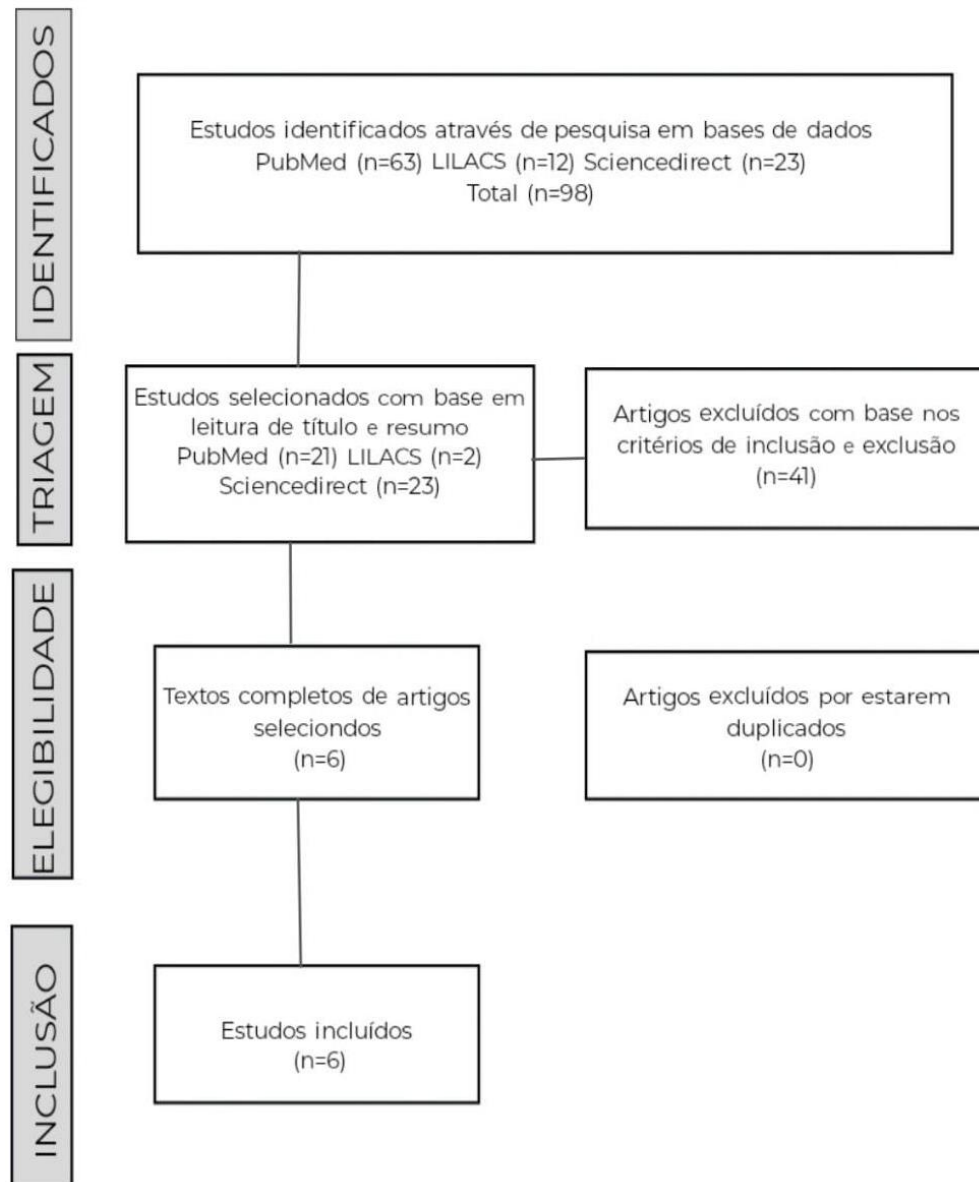 IDENTIFICADOS
Estudos identificados através de pesquisa em bases de dados
PubMed (n=63) LILACS (n=12) Sciencedirect (n=23)
Total (n=98)
TRIAGEM
Estudos selecionados com base em
leitura de título e resumo
PubMed (n=21) LILACS (n=2)
Sciencedirect (n=23)
Artigos excluídos com base nos
critérios de inclusão e exclusão
(n=41)
ELEGIBILIDADE
Textos completos de artigos
seleciondos
(n=6)
Artigos excluídos por estarem
duplicados
(n=0)
INCLUSÃO
Estudos incluídos
(n=6)